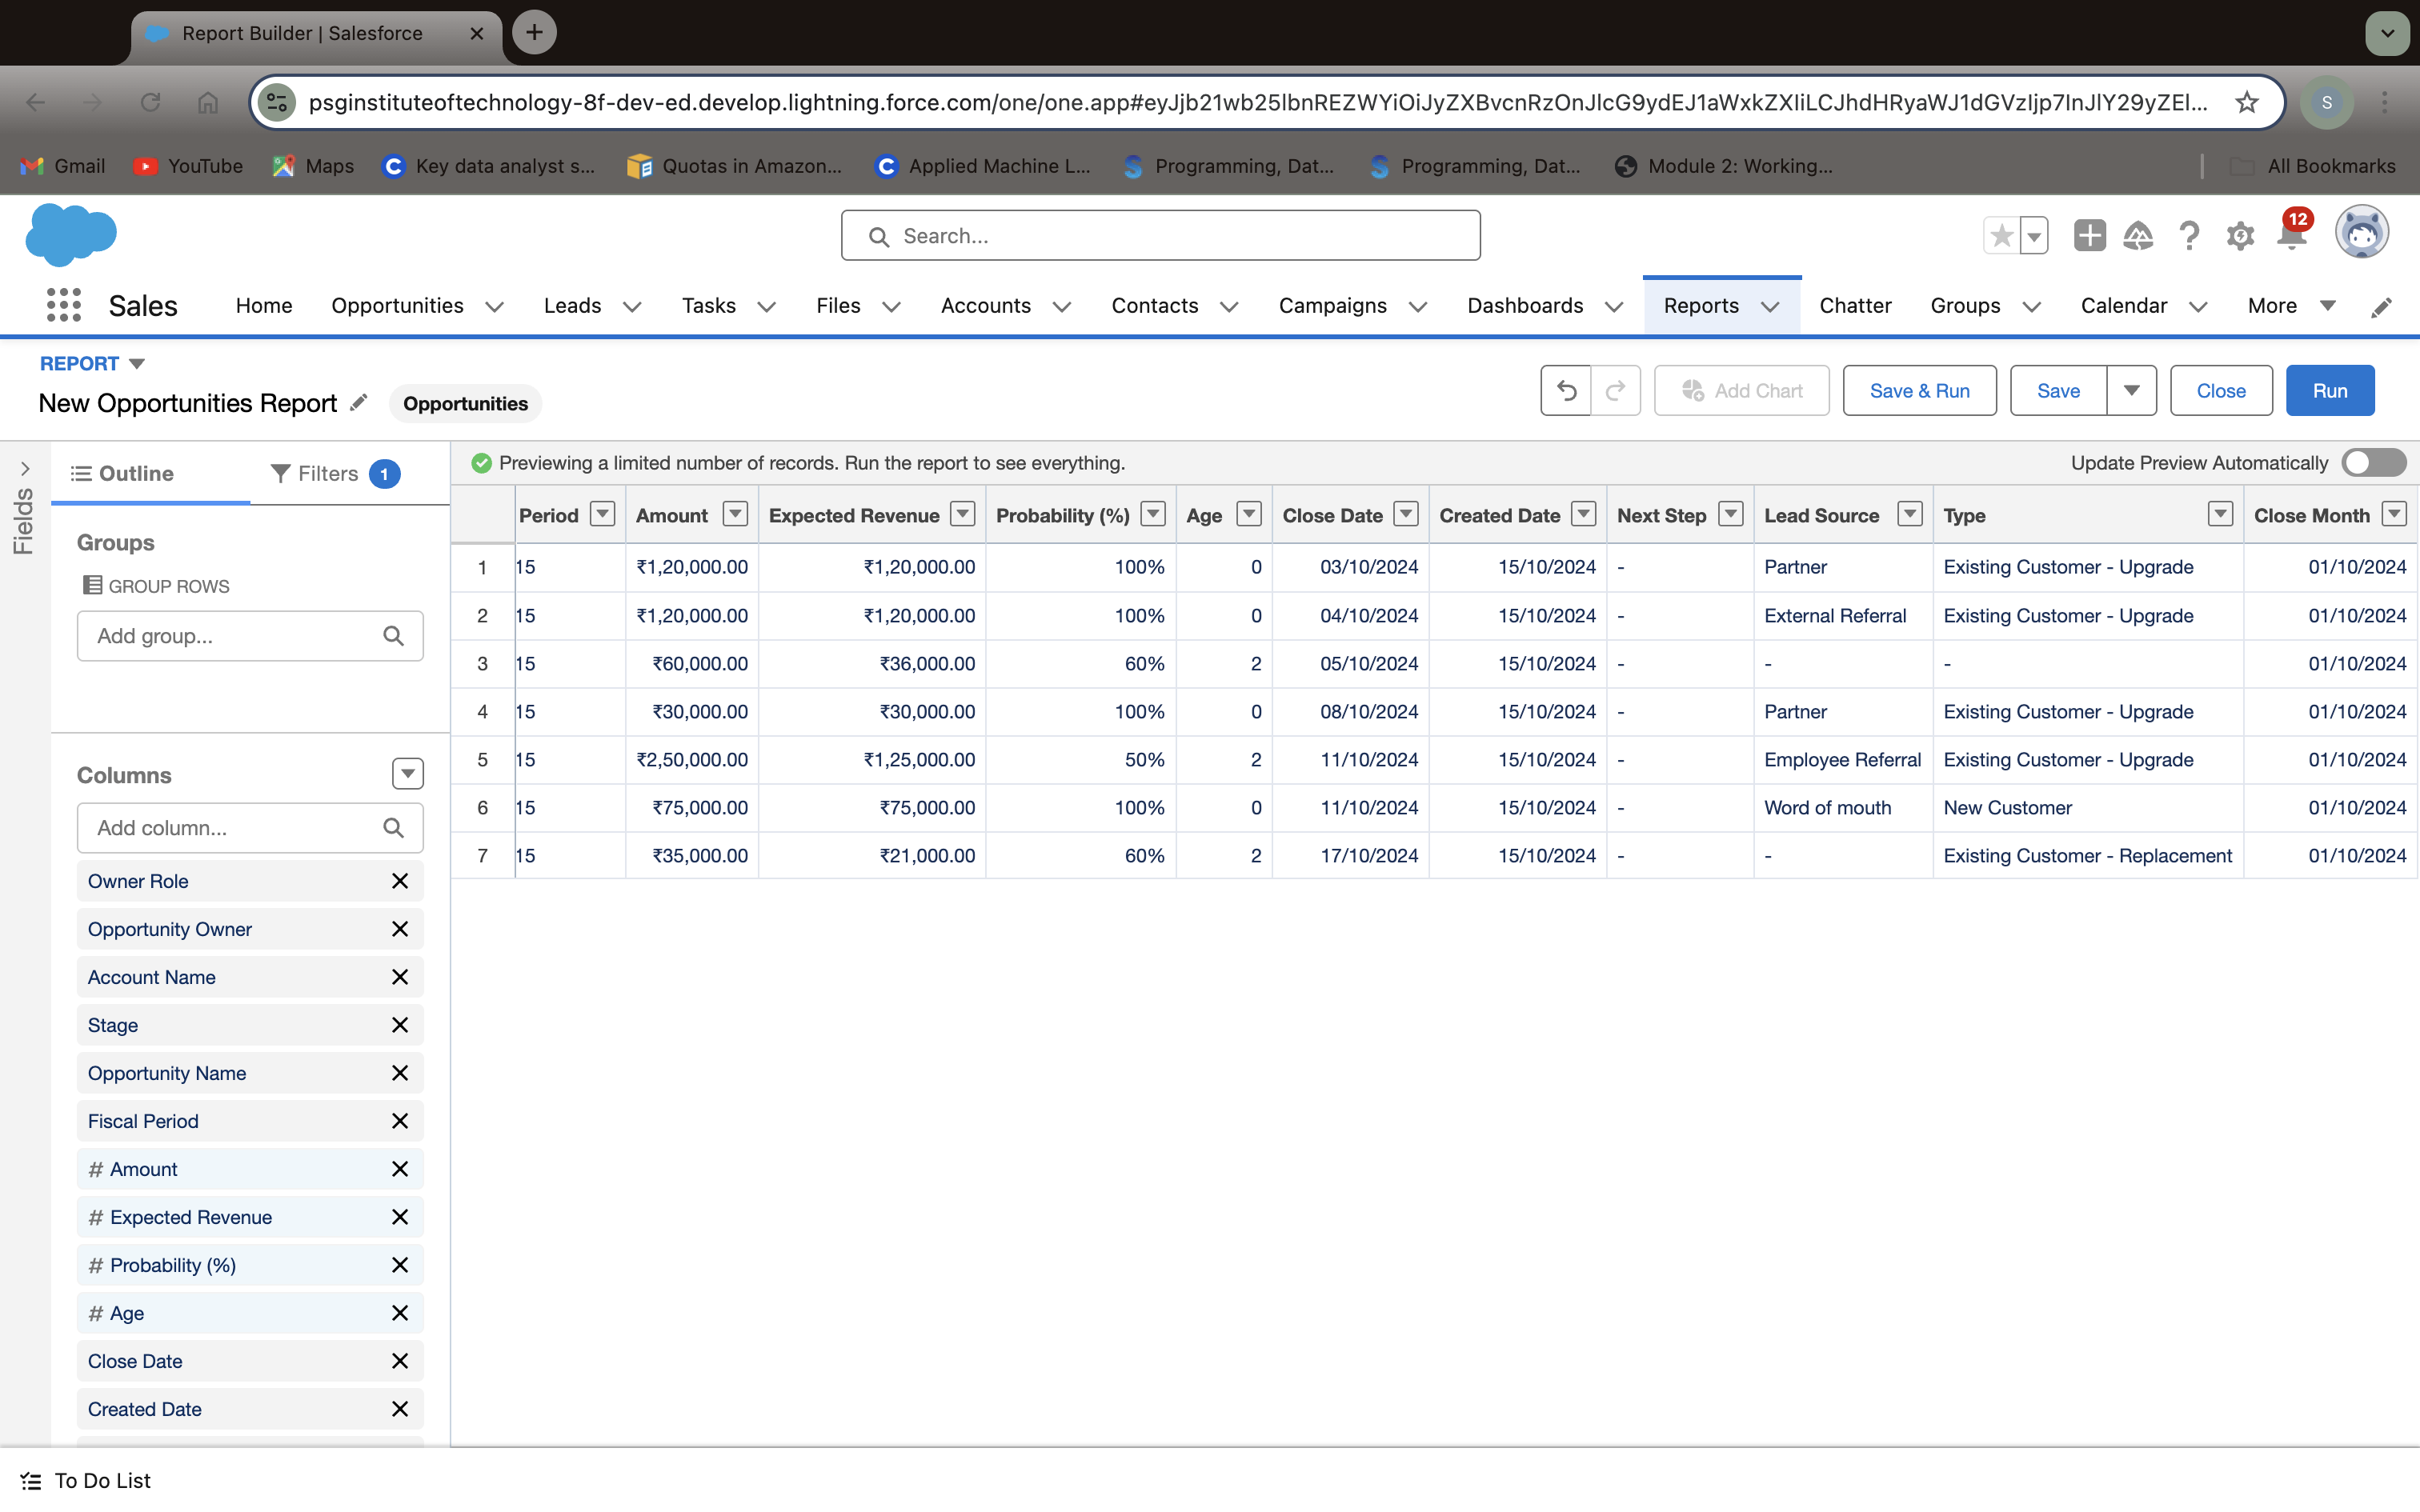 Report Builder | Salesforce
psginstituteoftechnology-8f-dev-ed.develop.lightning.force.com/one/one.app#eyJjb21wb25lbnREZWYiOiJyZXBvcnRzOnJlcG9ydEJ1aWxkZXIiLCJhdHRyaWJ1dGVzIjp7InJlY29yZEl...
S
Gmail YouTube Maps Key data analyst s... Quotas in Amazon... Applied Machine L... Programming, Dat... Programming, Dat... Module 2: Working... All Bookmarks
Search...
12
Sales Home Opportunities Leads Tasks Files Accounts Contacts Campaigns Dashboards Reports Chatter Groups Calendar More
REPORT
New Opportunities Report Opportunities
Add Chart Save & Run Save Close Run
Fields
Outline Filters 1
Previewing a limited number of records. Run the report to see everything. Update Preview Automatically
Groups
GROUP ROWS
Add group...
Columns
Add column...
Owner Role
Opportunity Owner
Account Name
Stage
Opportunity Name
Fiscal Period
# Amount
# Expected Revenue
# Probability (%)
# Age
Close Date
Created Date
Period Amount Expected Revenue Probability (%) Age Close Date Created Date Next Step Lead Source Type Close Month
1 15 ₹1,20,000.00 ₹1,20,000.00 100% 0 03/10/2024 15/10/2024 - Partner Existing Customer - Upgrade 01/10/2024
2 15 ₹1,20,000.00 ₹1,20,000.00 100% 0 04/10/2024 15/10/2024 - External Referral Existing Customer - Upgrade 01/10/2024
3 15 ₹60,000.00 ₹36,000.00 60% 2 05/10/2024 15/10/2024 - - - 01/10/2024
4 15 ₹30,000.00 ₹30,000.00 100% 0 08/10/2024 15/10/2024 - Partner Existing Customer - Upgrade 01/10/2024
5 15 ₹2,50,000.00 ₹1,25,000.00 50% 2 11/10/2024 15/10/2024 - Employee Referral Existing Customer - Upgrade 01/10/2024
6 15 ₹75,000.00 ₹75,000.00 100% 0 11/10/2024 15/10/2024 - Word of mouth New Customer 01/10/2024
7 15 ₹35,000.00 ₹21,000.00 60% 2 17/10/2024 15/10/2024 - - Existing Customer - Replacement 01/10/2024
To Do List